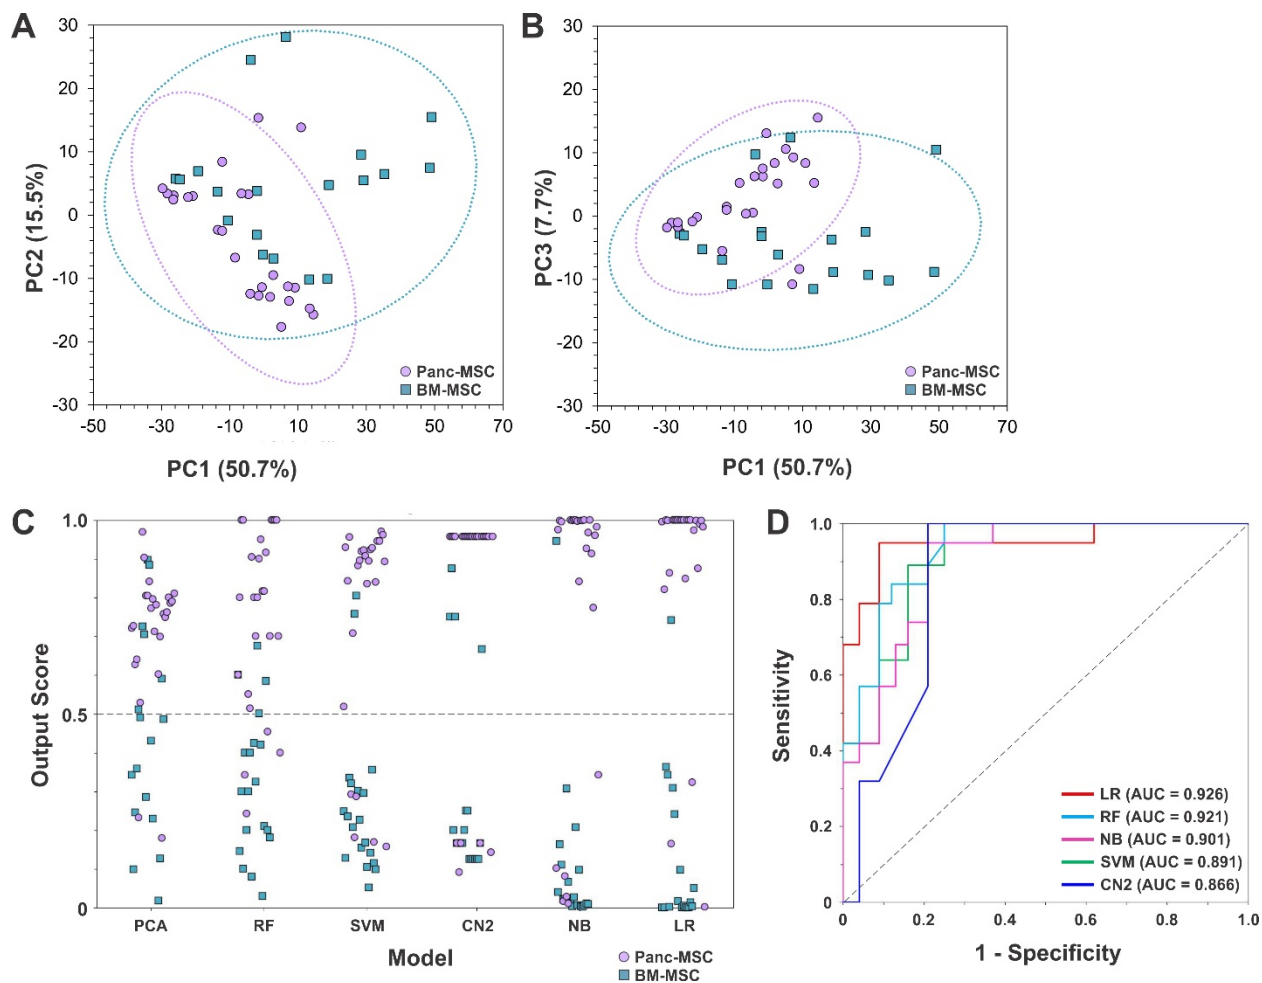 A
30
20
10
0
-10
-20
-30
PC2 (15.5%)
-50
-30
-10
10
30
50
70
PC1 (50.7%)
Panc-MSC
BM-MSC
B
30
20
10
0
-10
-20
-30
PC3 (7.7%)
-50
-30
-10
10
30
50
70
PC1 (50.7%)
Panc-MSC
BM-MSC
C
1.0
0.5
0
Output Score
PCA
RF
SVM
CN2
NB
LR
Model
Panc-MSC
BM-MSC
D
1.0
0.8
0.6
0.4
0.2
0
Sensitivity
0
0.2
0.4
0.6
0.8
1.0
1 - Specificity
LR (AUC = 0.926)
RF (AUC = 0.921)
NB (AUC = 0.901)
SVM (AUC = 0.891)
CN2 (AUC = 0.866)